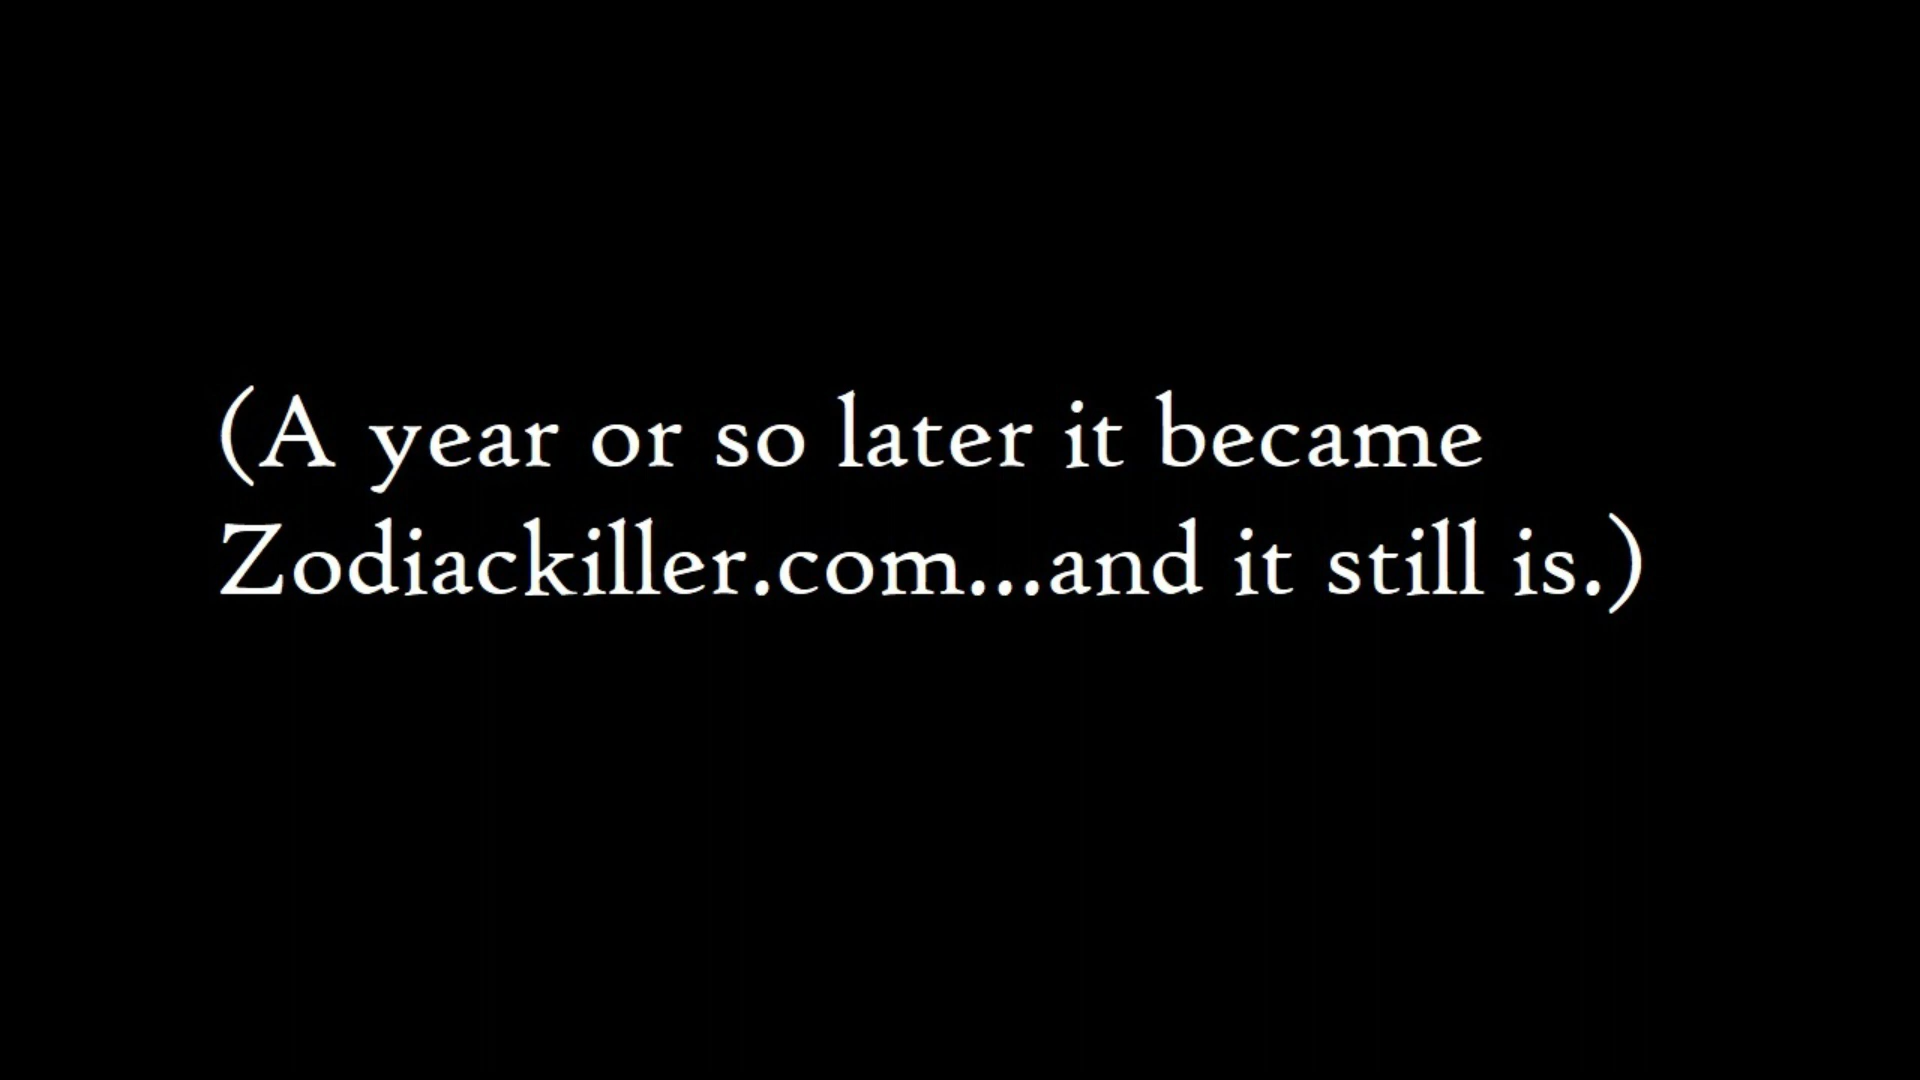 (A year or so later it became
Zodiackiller.com...and it still is.)